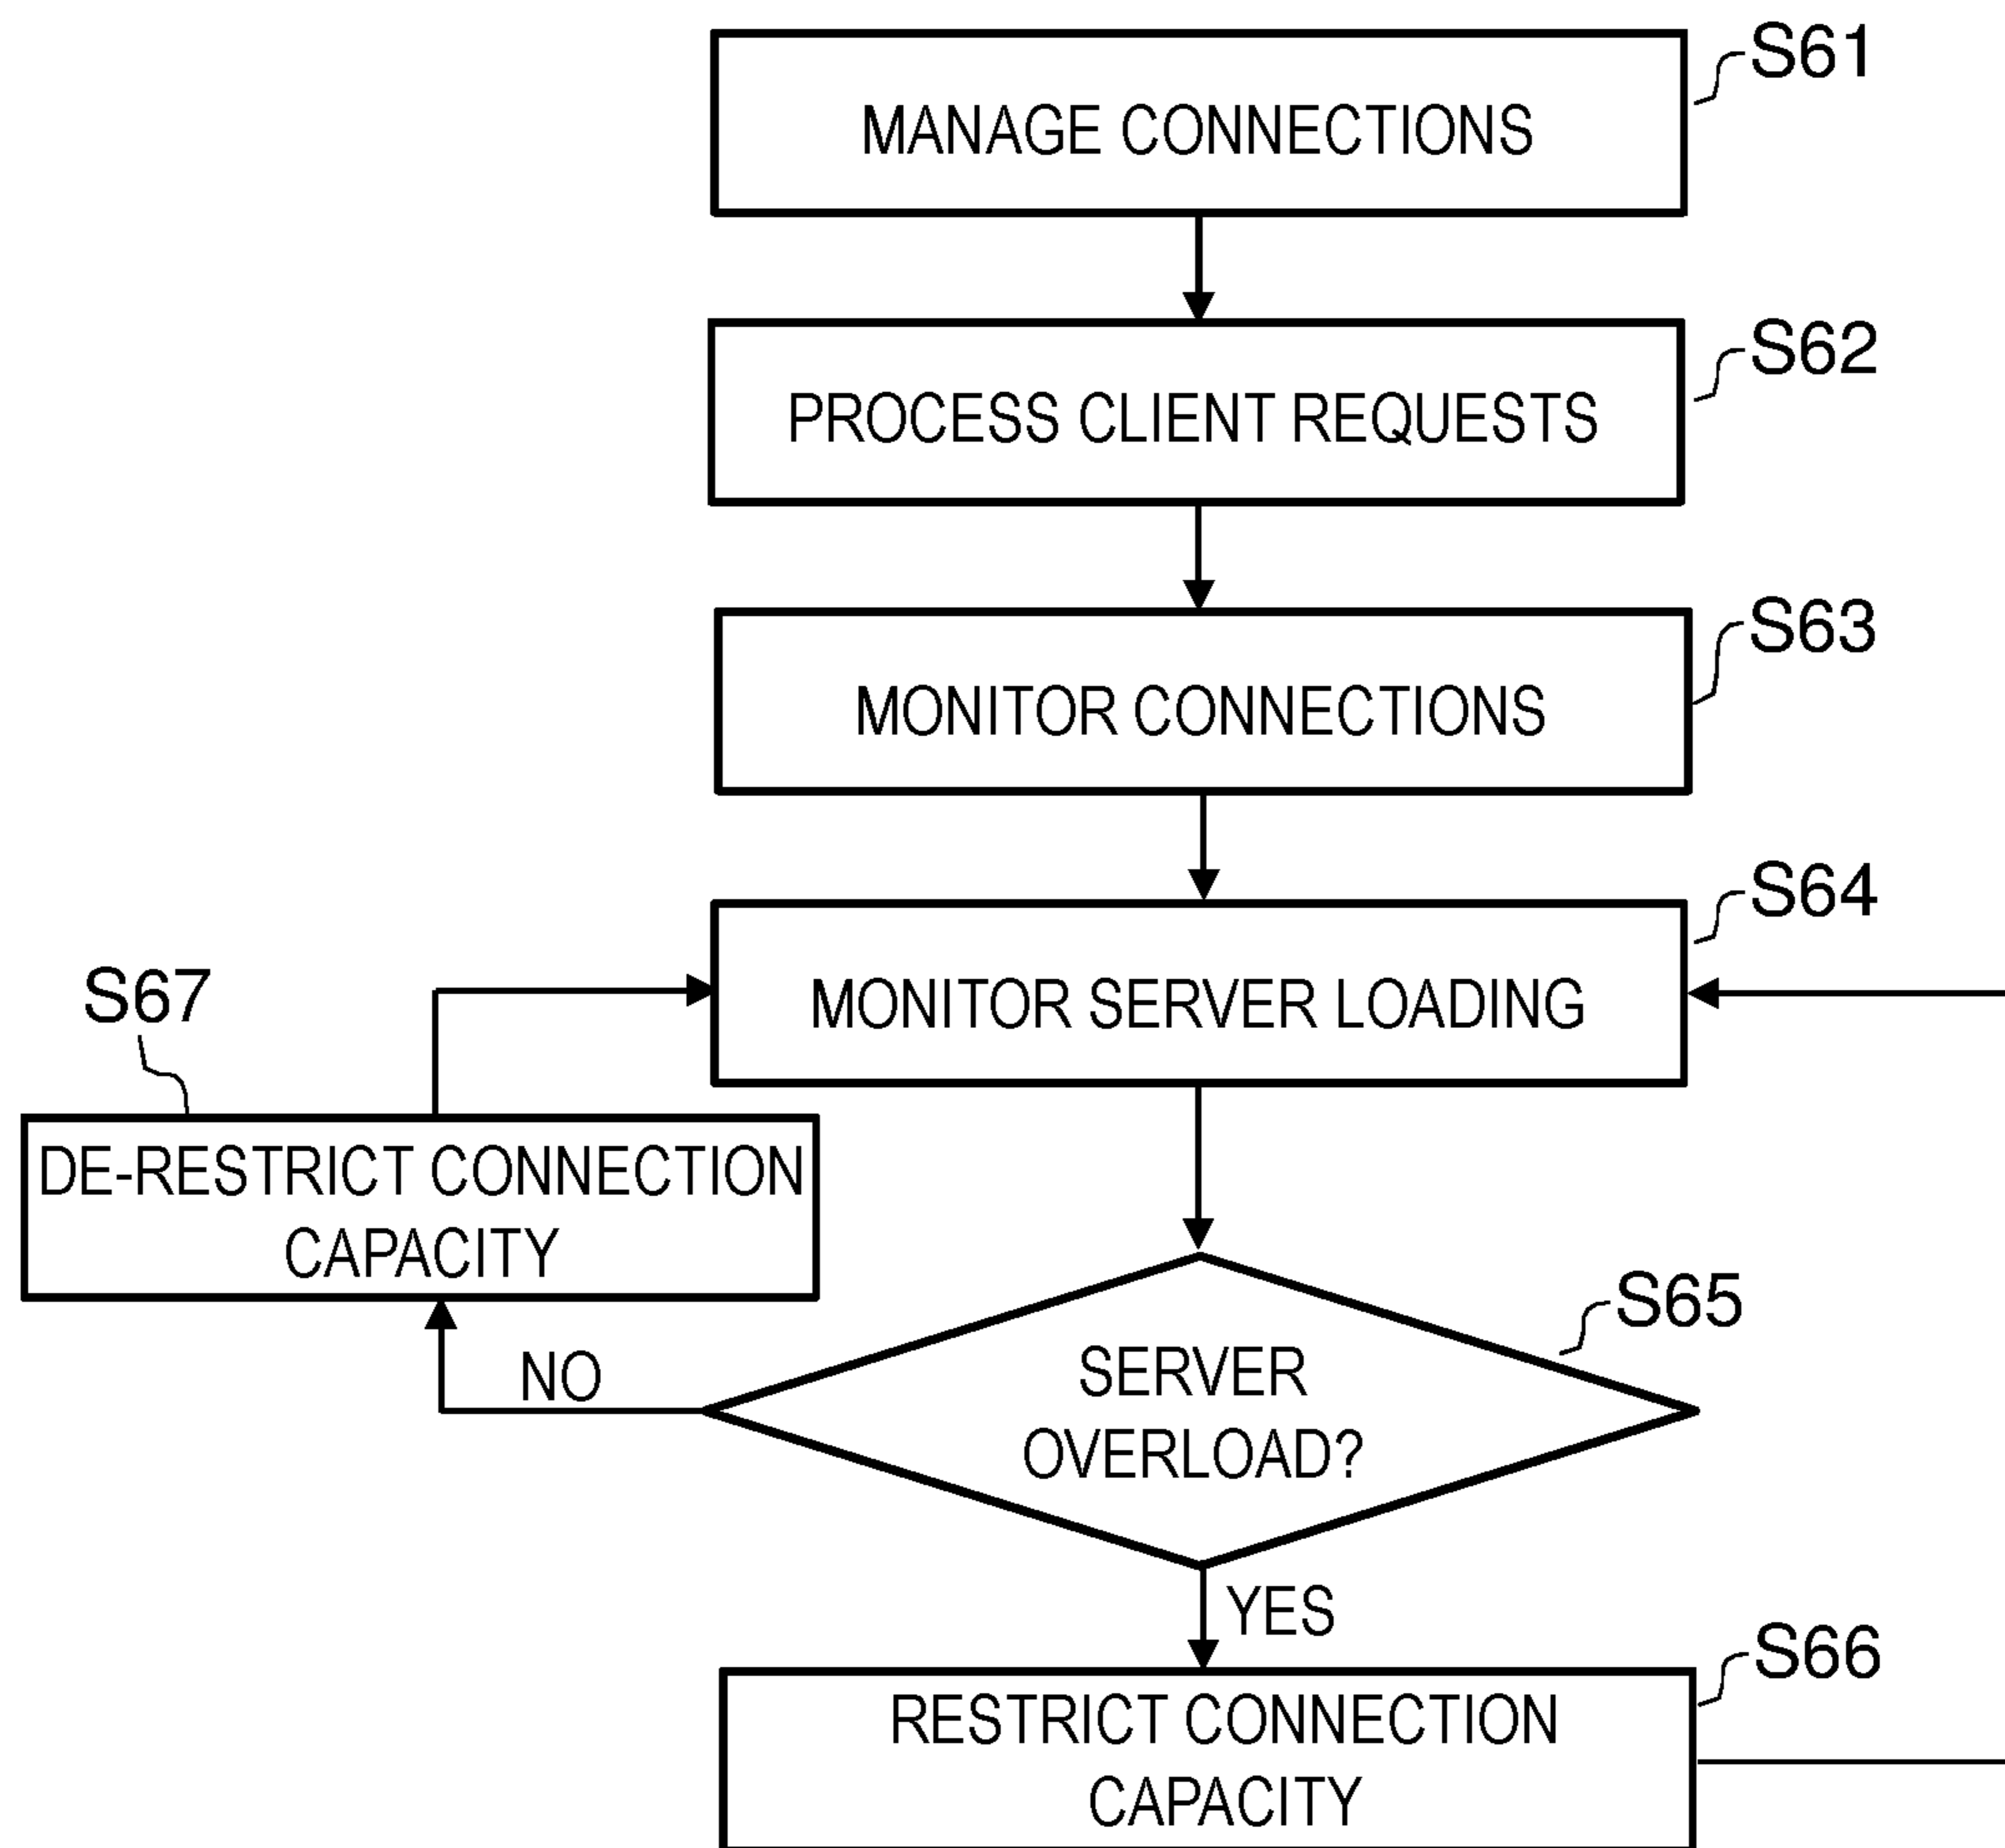 S61
MANAGE CONNECTIONS
S62
PROCESS CLIENT REQUESTS
S63
MONITOR CONNECTIONS
S64
MONITOR SERVER LOADING
S67
DE-RESTRICT CONNECTION
CAPACITY
S65
SERVER
OVERLOAD?
NO
YES
S66
RESTRICT CONNECTION
CAPACITY